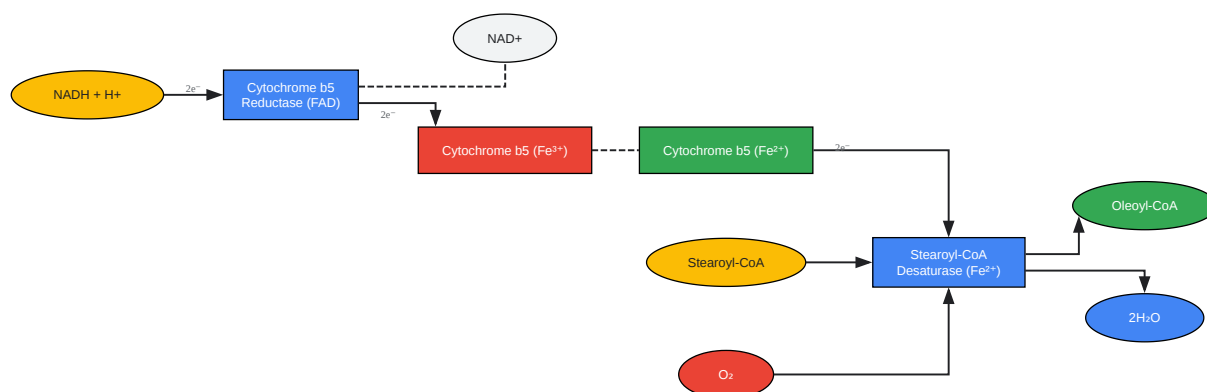 NAD+
NADH + H+
2e⁻
Cytochrome b5
Reductase (FAD)
2e⁻
Cytochrome b5 (Fe³⁺)
Cytochrome b5 (Fe²⁺)
2e⁻
Oleoyl-CoA
Stearoyl-CoA
Stearoyl-CoA
Desaturase (Fe²⁺)
2H₂O
O₂